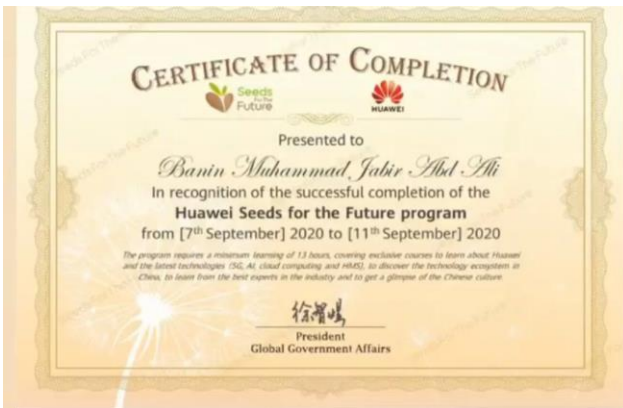 CERTIFICATE OF COMPLETION
Seeds
For The
Future
HUAWEI
Presented to
Banin Muhammad Jabir Abd Ali
In recognition of the successful completion of the
Huawei Seeds for the Future program
from [7th September] 2020 to [11th September] 2020
The program requires a minimum learning of 13 hours, covering exclusive courses to learn about Huawei
and the latest technologies (5G, AI, cloud computing and HMS), to discover the technology ecosystem in
China, to learn from the best experts in the industry and to get a glimpse of the Chinese culture.
President
Global Government Affairs